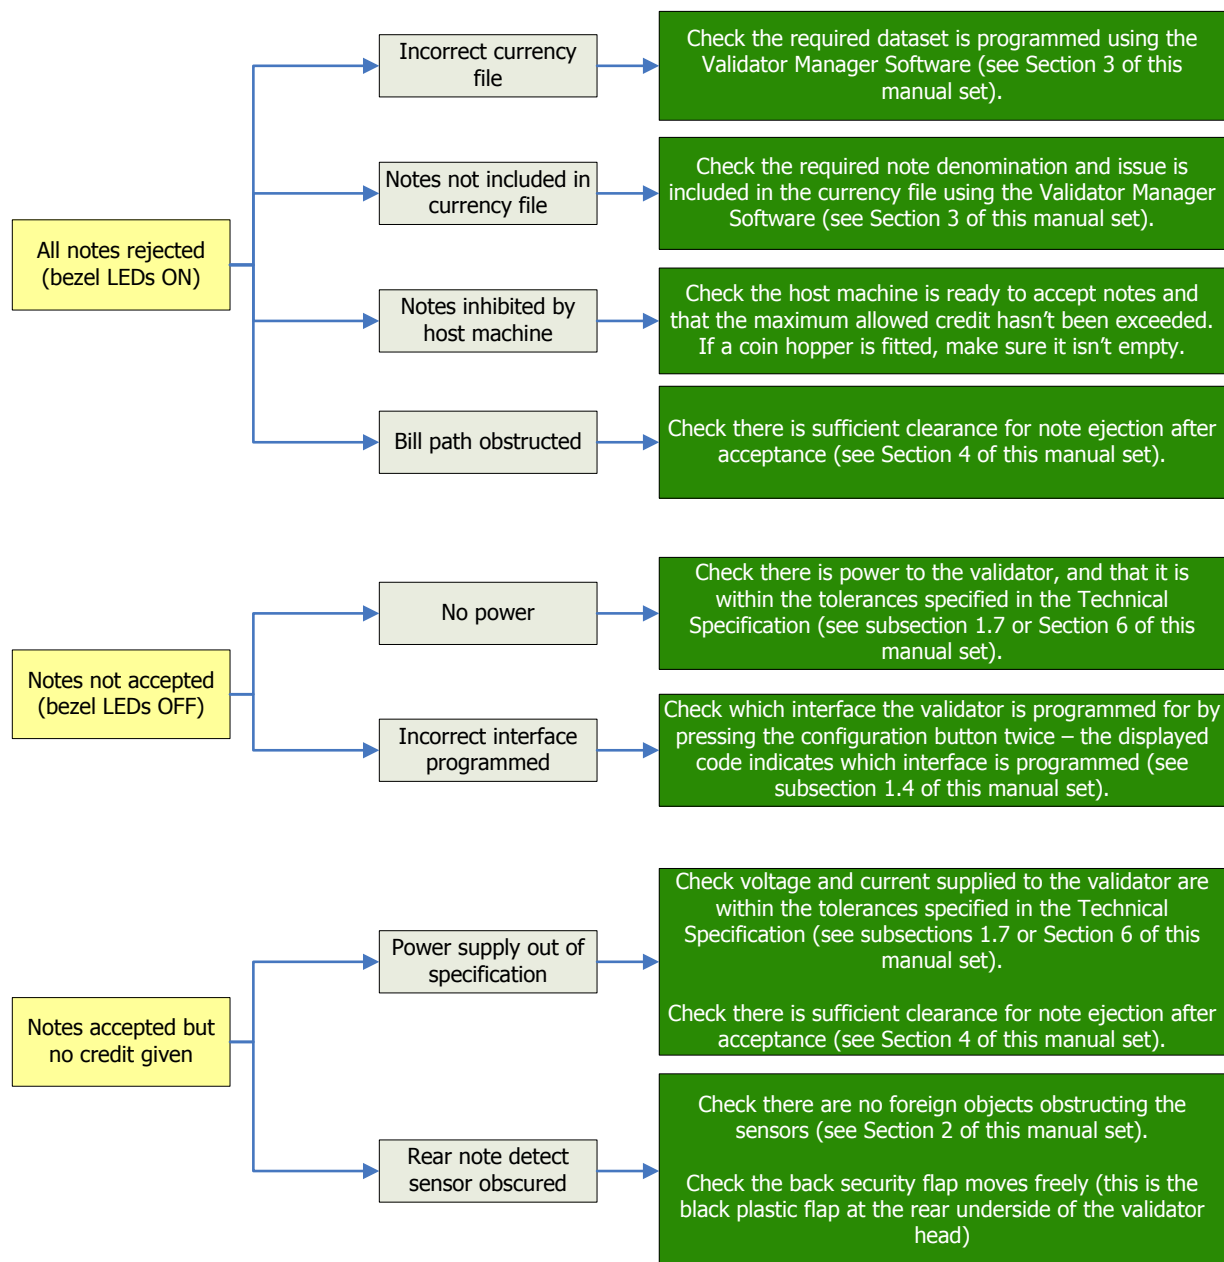 All notes rejected
(bezel LEDs ON)
Incorrect currency
file
Check the required dataset is programmed using the
Validator Manager Software (see Section 3 of this
manual set).
Notes not included in
currency file
Check the required note denomination and issue is
included in the currency file using the Validator Manager
Software (see Section 3 of this manual set).
Notes inhibited by
host machine
Check the host machine is ready to accept notes and
that the maximum allowed credit hasn’t been exceeded.
If a coin hopper is fitted, make sure it isn’t empty.
Bill path obstructed
Check there is sufficient clearance for note ejection after
acceptance (see Section 4 of this manual set).
Notes not accepted
(bezel LEDs OFF)
No power
Check there is power to the validator, and that it is
within the tolerances specified in the Technical
Specification (see subsection 1.7 or Section 6 of this
manual set).
Incorrect interface
programmed
Check which interface the validator is programmed for by
pressing the configuration button twice – the displayed
code indicates which interface is programmed (see
subsection 1.4 of this manual set).
Notes accepted but
no credit given
Power supply out of
specification
Check voltage and current supplied to the validator are
within the tolerances specified in the Technical
Specification (see subsections 1.7 or Section 6 of this
manual set).
Check there is sufficient clearance for note ejection after
acceptance (see Section 4 of this manual set).
Rear note detect
sensor obscured
Check there are no foreign objects obstructing the
sensors (see Section 2 of this manual set).
Check the back security flap moves freely (this is the
black plastic flap at the rear underside of the validator
head)